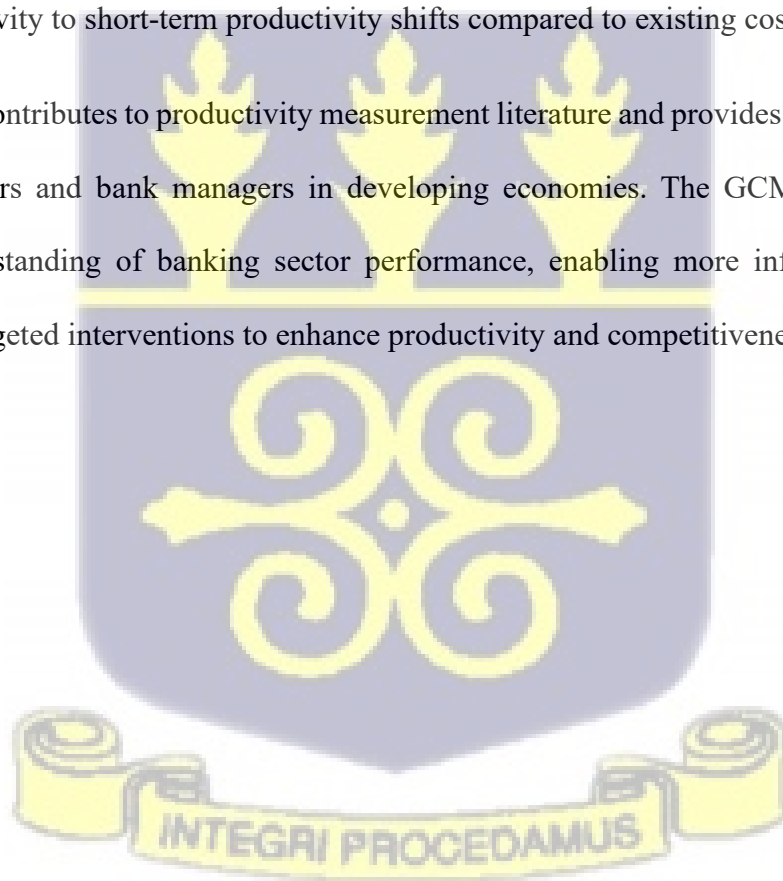 vity to short-term productivity shifts compared to existing cos
ontributes to productivity measurement literature and provides
rs and bank managers in developing economies. The GCM
standing of banking sector performance, enabling more inf
geted interventions to enhance productivity and competitivene
INTEGRI PROCEDAMUS